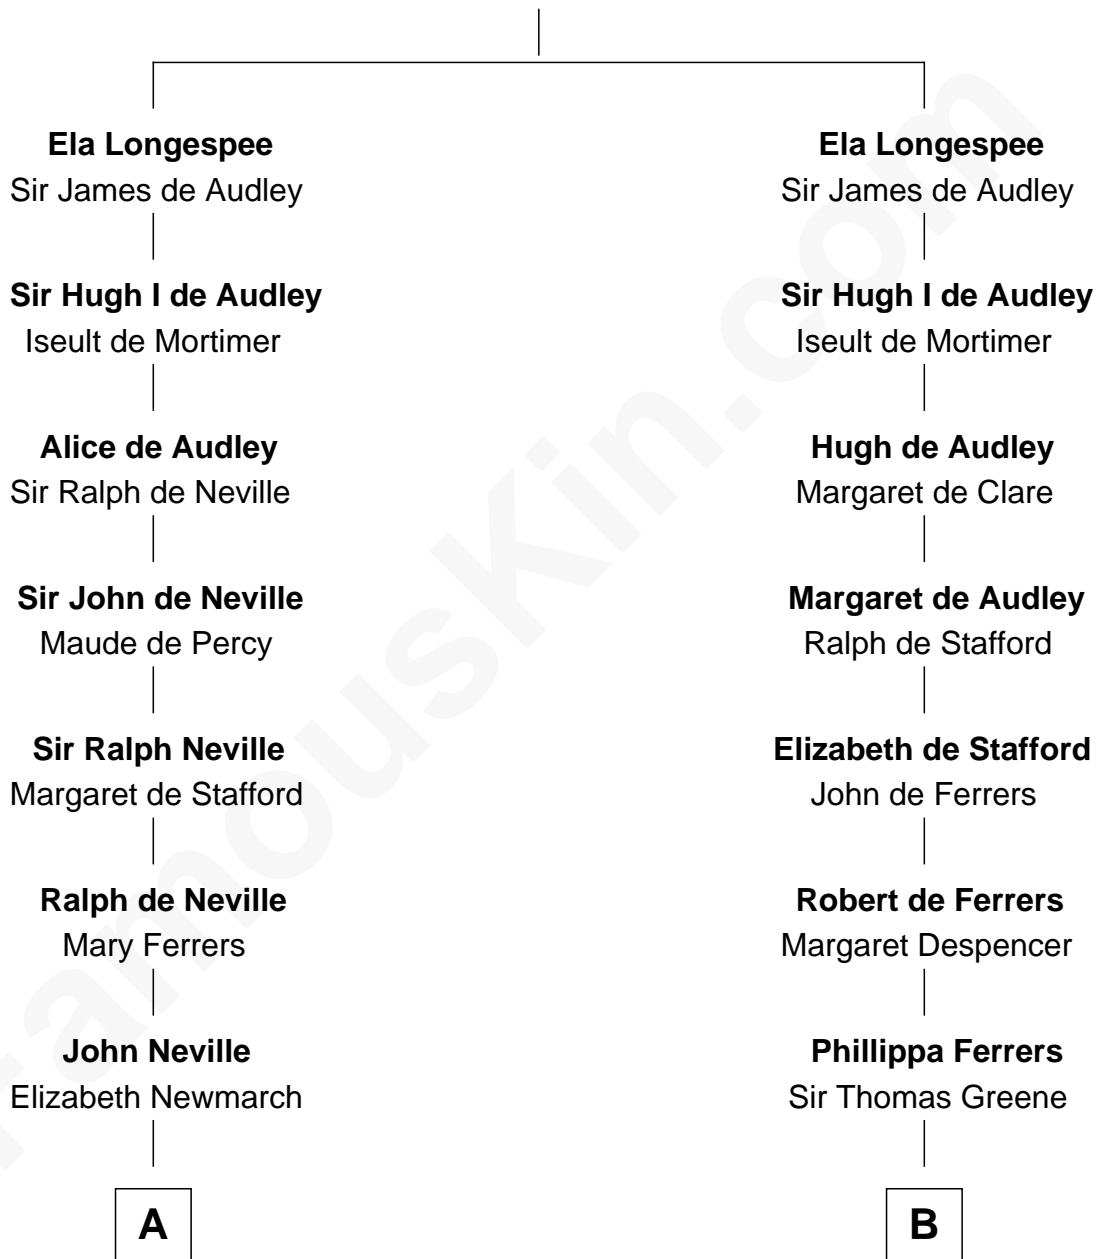 Ela Longespee
Sir James de Audley
Sir Hugh I de Audley
Iseult de Mortimer
Alice de Audley
Sir Ralph de Neville
Sir John de Neville
Maude de Percy
Sir Ralph Neville
Margaret de Stafford
Ralph de Neville
Mary Ferrers
John Neville
Elizabeth Newmarch
A
Ela Longespee
Sir James de Audley
Sir Hugh I de Audley
Iseult de Mortimer
Hugh de Audley
Margaret de Clare
Margaret de Audley
Ralph de Stafford
Elizabeth de Stafford
John de Ferrers
Robert de Ferrers
Margaret Despencer
Phillippa Ferrers
Sir Thomas Greene
B
FamousKin.com